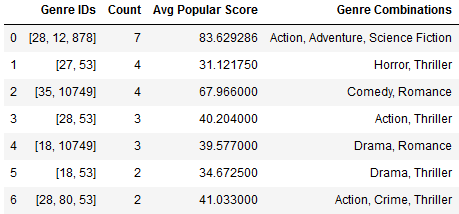 Genre IDs Count Avg Popular Score Genre Combinations
0 [28, 12, 878] 7 83.629286 Action, Adventure, Science Fiction
1 [27, 53] 4 31.121750 Horror, Thriller
2 [35, 10749] 4 67.966000 Comedy, Romance
3 [28, 53] 3 40.204000 Action, Thriller
4 [18, 10749] 3 39.577000 Drama, Romance
5 [18, 53] 2 34.672500 Drama, Thriller
6 [28, 80, 53] 2 41.033000 Action, Crime, Thriller